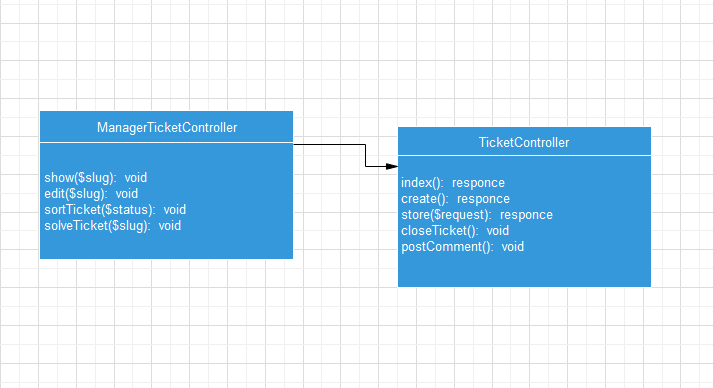 ManagerTicketController
show($slug): void
edit($slug): void
sortTicket($status): void
solveTicket($slug): void
TicketController
index(): responce
create(): responce
store($request): responce
closeTicket(): void
postComment(): void